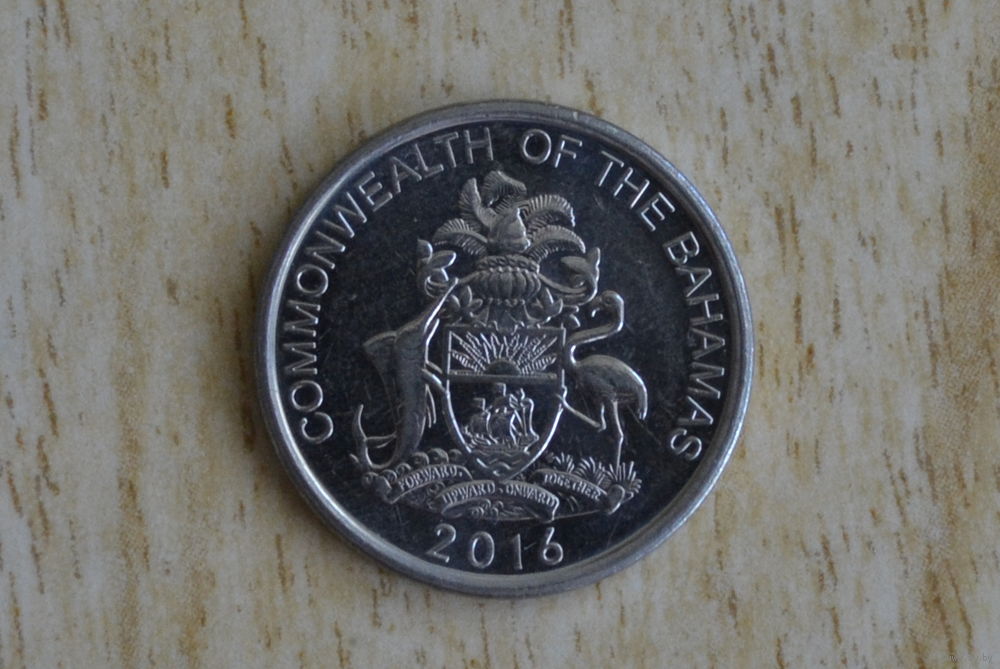 COMMONWEALTH OF THE BAHAMAS
FORWARD, UPWARD, ONWARD TOGETHER
2016